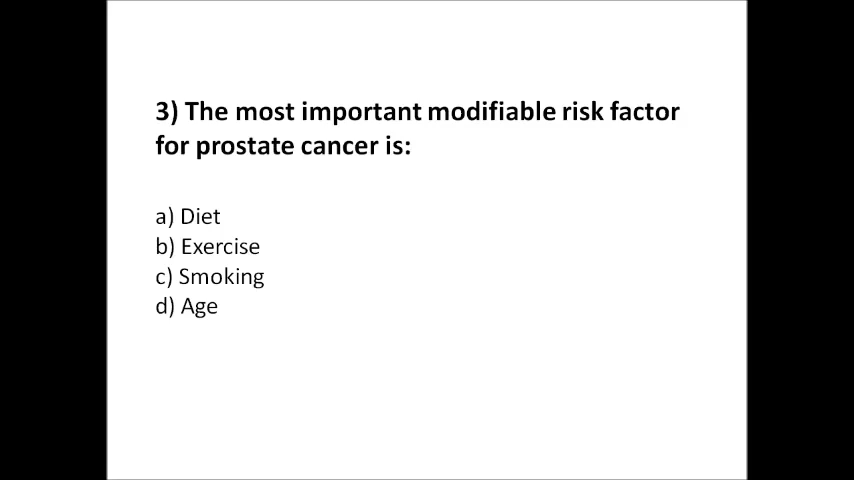 3) The most important modifiable risk factor
for prostate cancer is:
a) Diet
b) Exercise
c) Smoking
d) Age